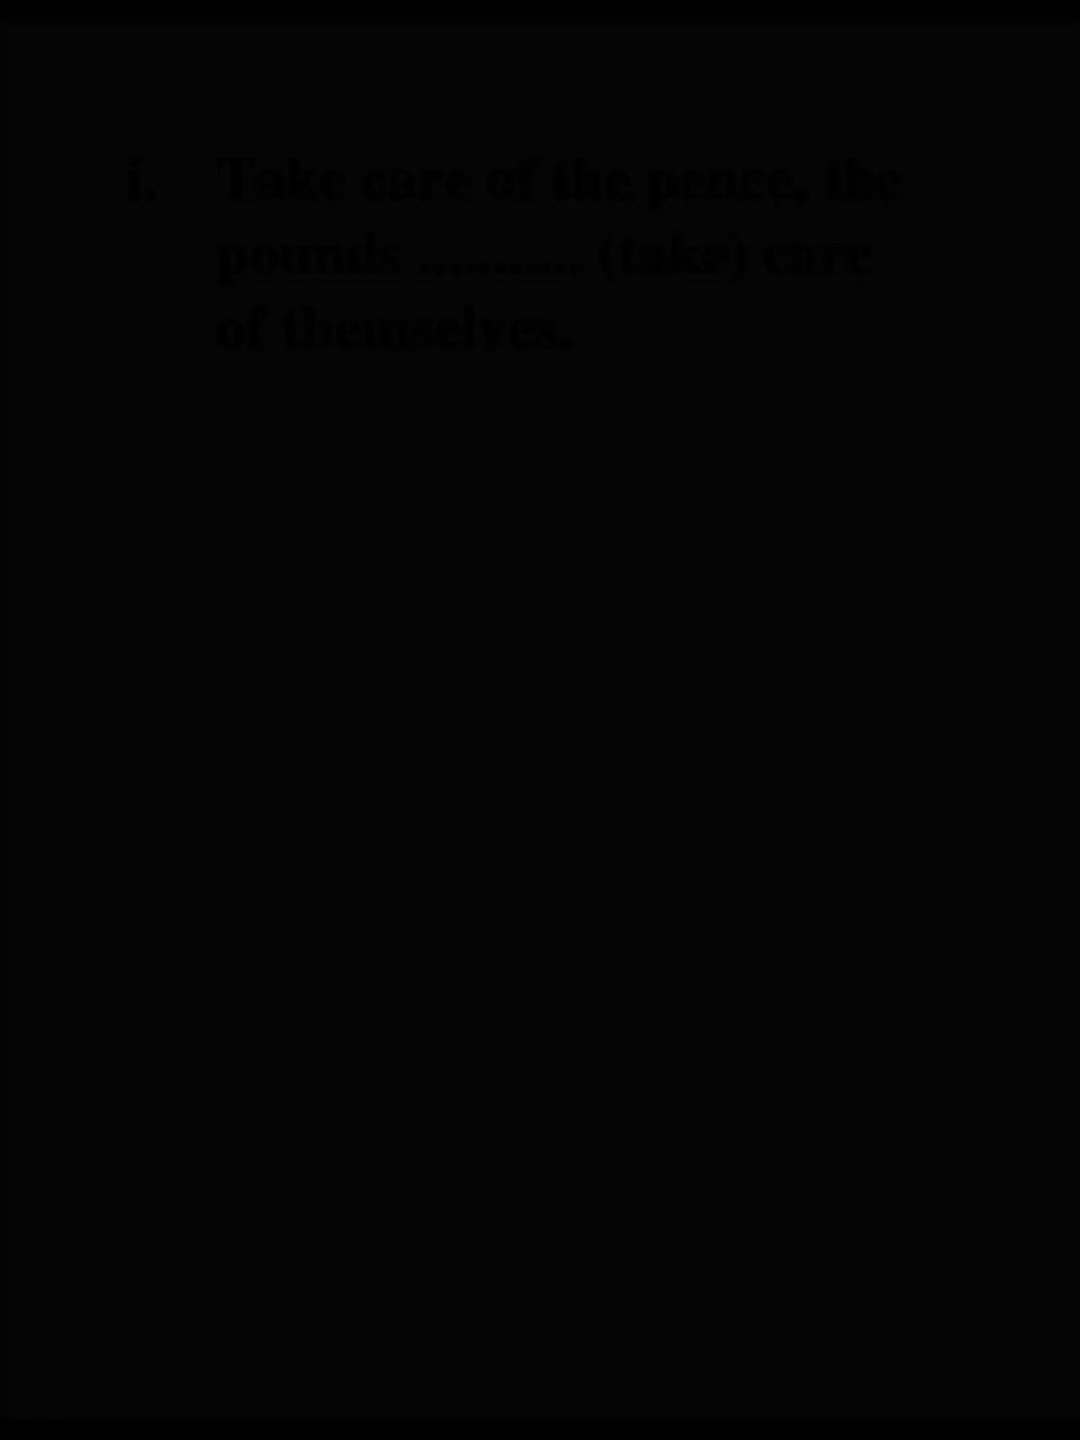 i. Take care of the pence, the
pounds ........... (take) care
of themselves.